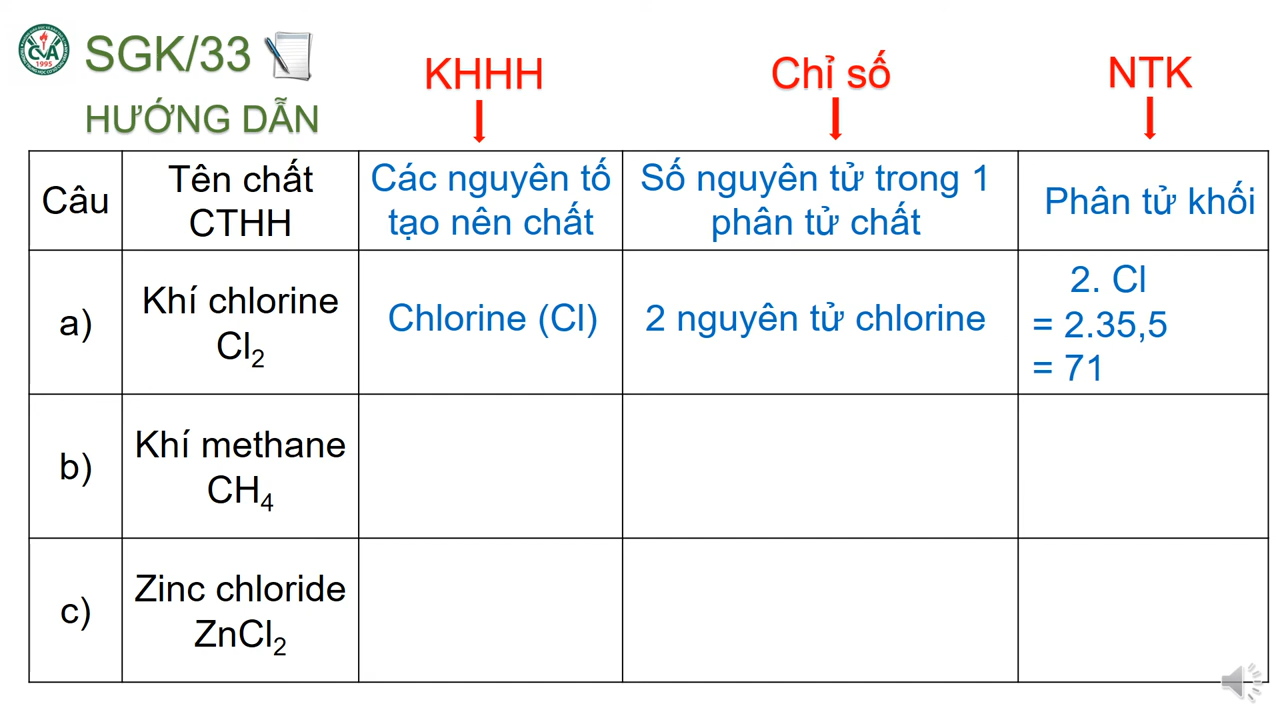 CVA
1995
SGK/33
HƯỚNG DẪN
KHHH
Chỉ số
NTK
Câu
Tên chất
CTHH
Các nguyên tố
tạo nên chất
Số nguyên tử trong 1
phân tử chất
Phân tử khối
a)
Khí chlorine
Cl₂
Chlorine (Cl)
2 nguyên tử chlorine
2. Cl
= 2.35,5
= 71
b)
Khí methane
CH₄
c)
Zinc chloride
ZnCl₂